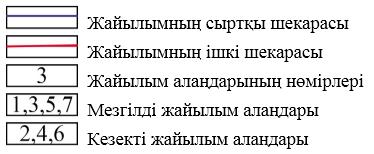 Жайылымның сыртқы шекарасы
Жайылымның ішкі шекарасы
3 Жайылым алаңдарының нөмірлері
1,3,5,7 Мезгілді жайылым алаңдары
2,4,6 Кезекті жайылым алаңдары